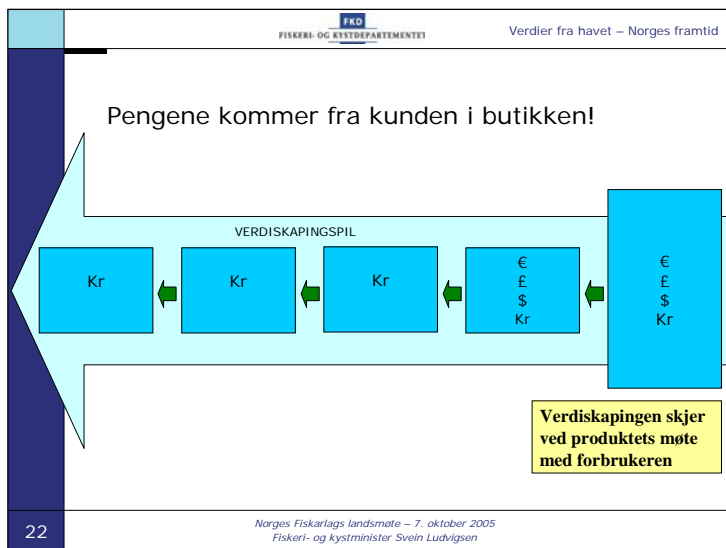 FKD
FISKERI- OG KYSTDEPARTEMENTET
Verdier fra havet – Norges framtid
Pengene kommer fra kunden i butikken!
VERDISKAPINGSPIL
Kr
Kr
Kr
€
£
$
Kr
€
£
$
Kr
Verdiskapingen skjer
ved produktets møte
med forbrukeren
22
Norges Fiskarlags landsmøte – 7. oktober 2005
Fiskeri- og kystminister Svein Ludvigsen